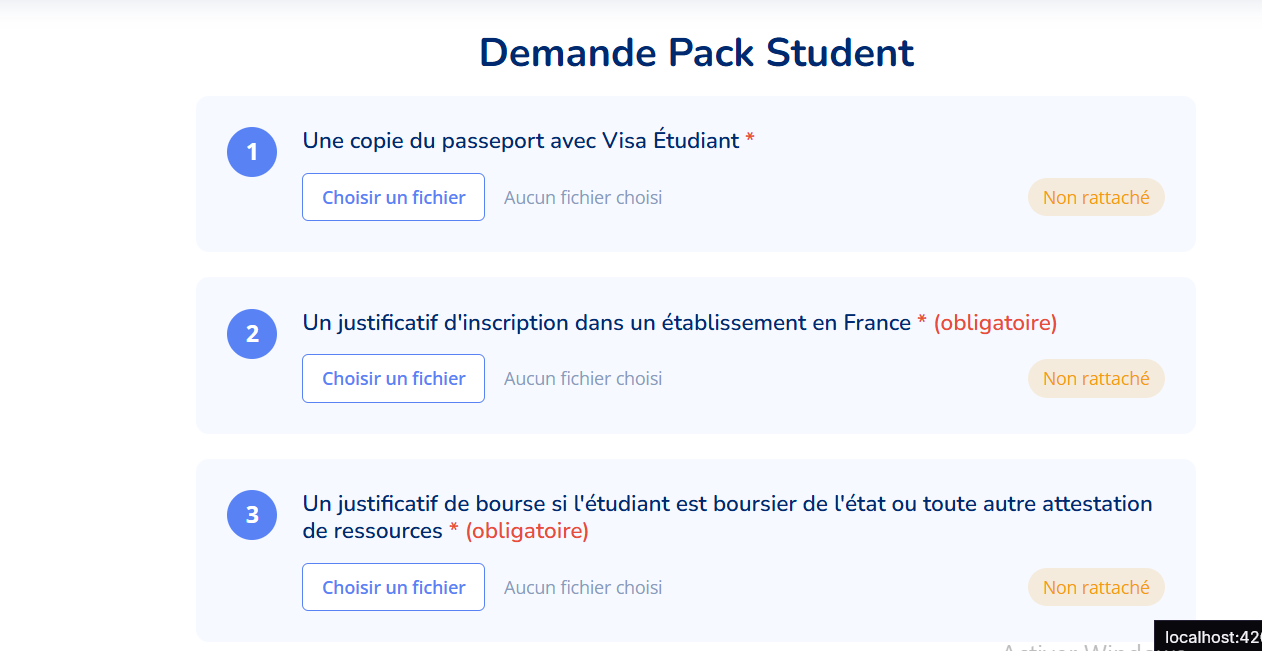 Demande Pack Student
1
Une copie du passeport avec Visa Étudiant *
Choisir un fichier Aucun fichier choisi Non rattaché
2
Un justificatif d'inscription dans un établissement en France * (obligatoire)
Choisir un fichier Aucun fichier choisi Non rattaché
3
Un justificatif de bourse si l'étudiant est boursier de l'état ou toute autre attestation
de ressources * (obligatoire)
Choisir un fichier Aucun fichier choisi Non rattaché
localhost:420
Activer Windows